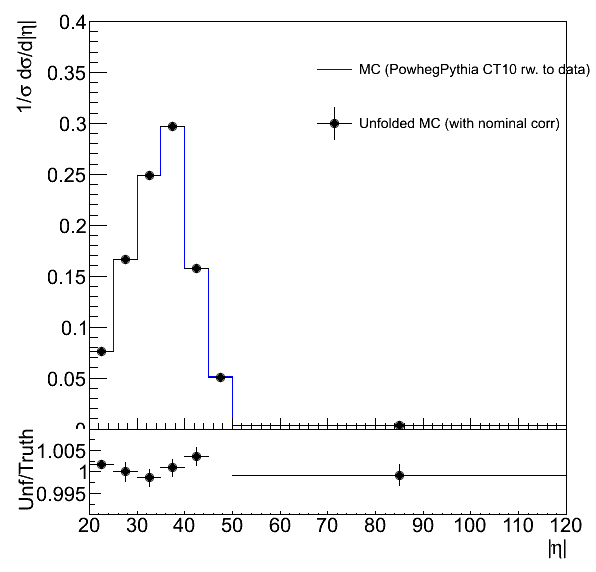 1/σ dσ/d|η|
0.4
0.35
0.3
0.25
0.2
0.15
0.1
0.05
0
MC (PowhegPythia CT10 rw. to data)
Unfolded MC (with nominal corr)
Unf/Truth
1.005
1
0.995
20 30 40 50 60 70 80 90 100 110 120
|η|